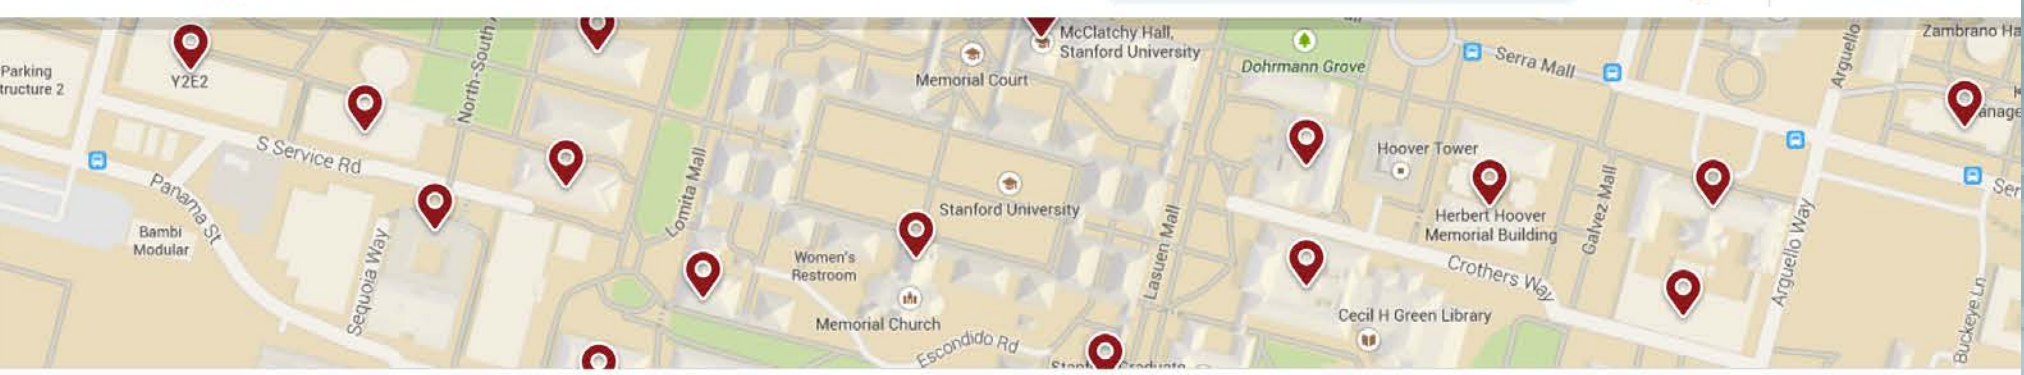 Y2E2
Parking
tructure 2
S Service Rd
Panama St
Bambi
Modular
Sequoia Way
North-South
Lomita Mall
McClatchy Hall,
Stanford University
Memorial Court
Stanford University
Women's
Restroom
Memorial Church
Escondido Rd
Lasuen Mall
Dohrmann Grove
Serra Mall
Hoover Tower
Herbert Hoover
Memorial Building
Galvez Mall
Crothers Way
Cecil H Green Library
Arguello
Arguello Way
Zambrano Ha
anage
Ser
Buckeye Ln